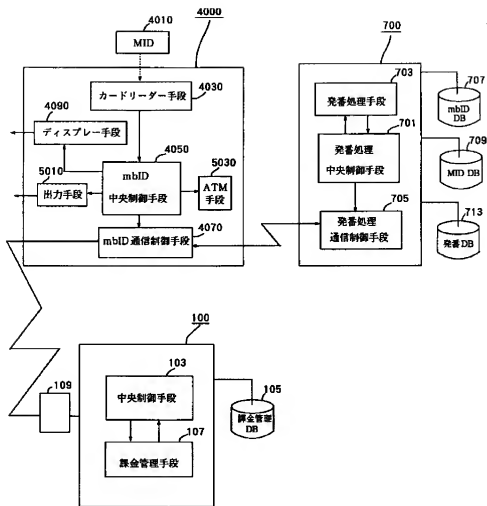 4010
MID
4000
4030
カードリーダー手段
4090
ディスプレー手段
4050
mbID
中央制御手段
5030
ATM
手段
5010
出力手段
4070
mbID通信制御手段
700
703
発番処理手段
701
発番処理
中央制御手段
705
発番処理
通信制御手段
707
mbID
DB
709
MID DB
713
発番DB
100
103
中央制御手段
107
課金管理手段
109
105
課金管理
DB